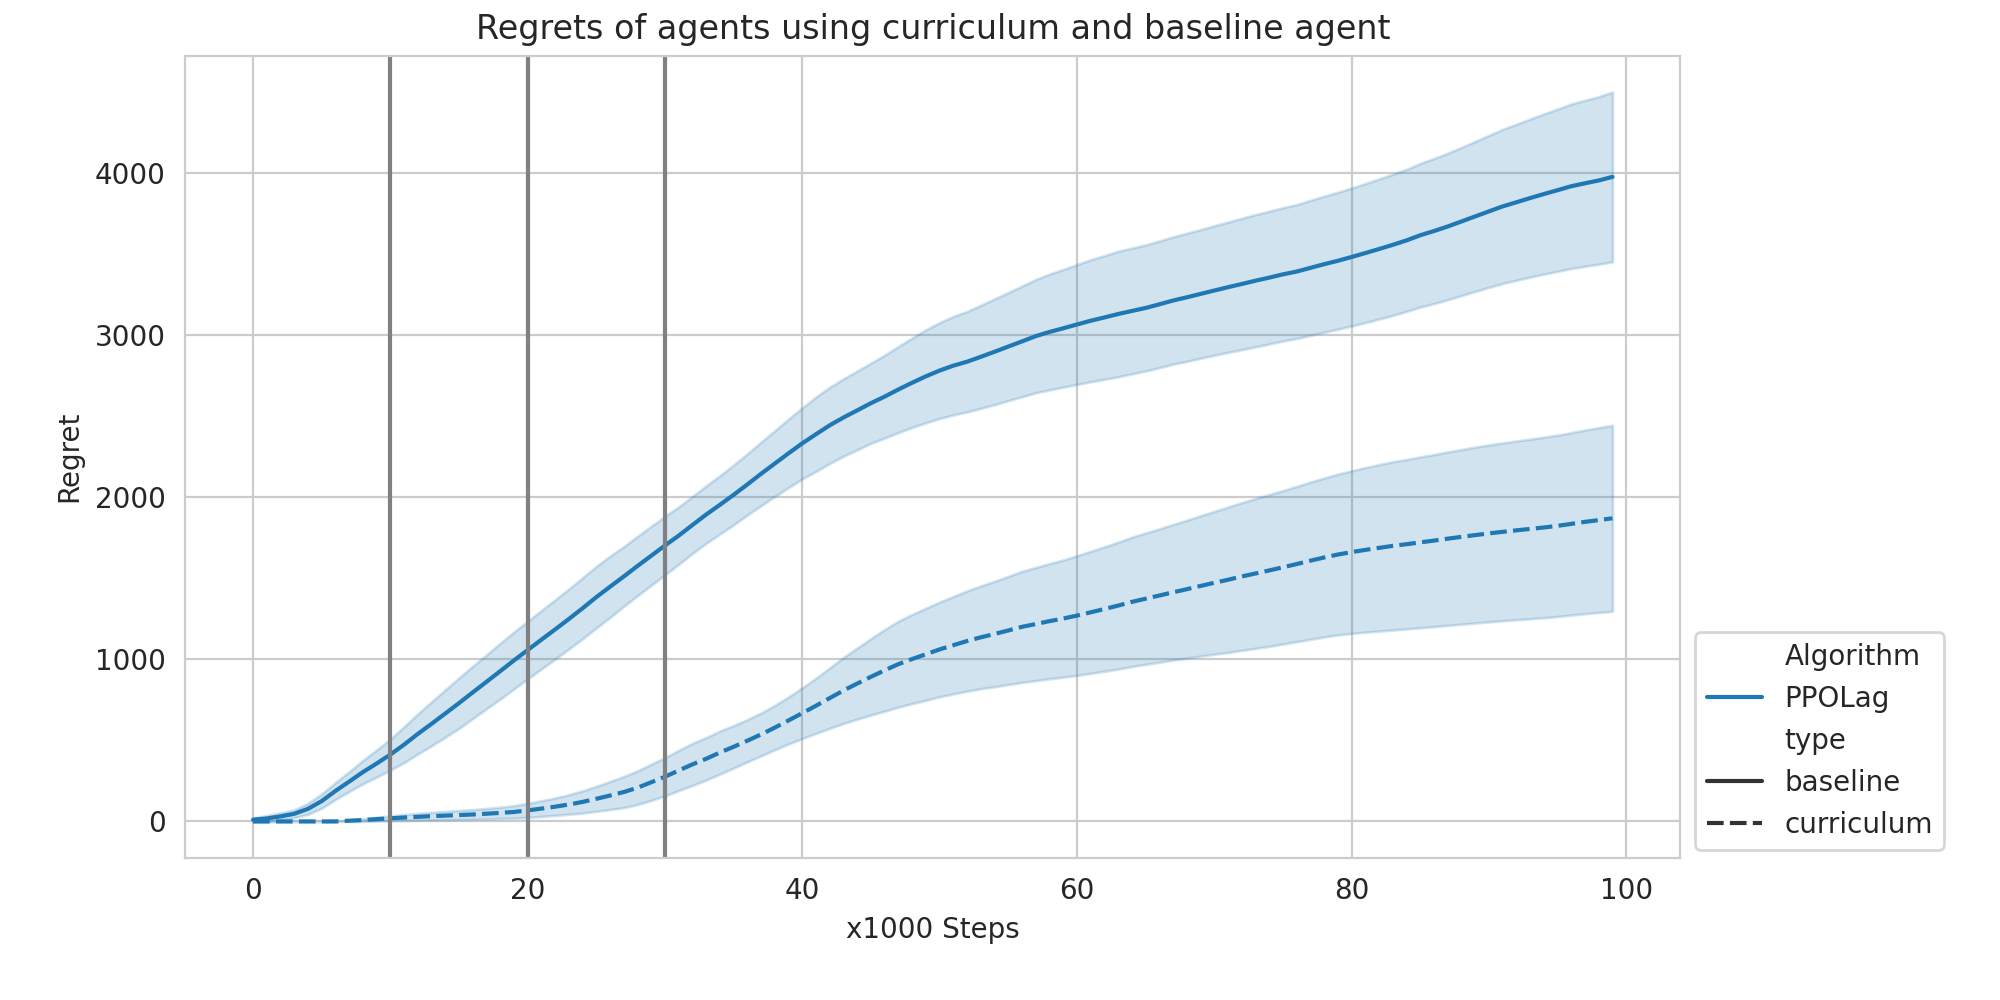 Regrets of agents using curriculum and baseline agent
4000
3000
2000
1000
0
Regret
0 20 40 60 80 100
x1000 Steps
Algorithm
PPOLag
type
baseline
curriculum